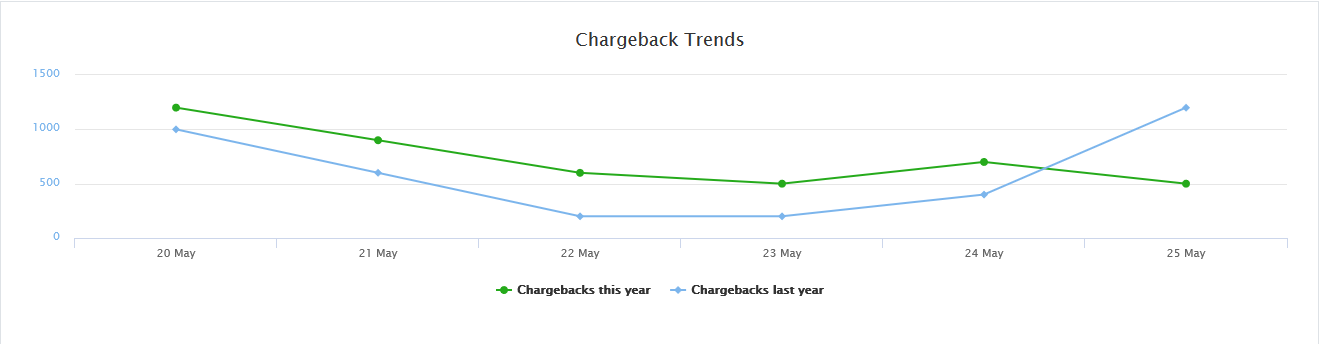 Chargeback Trends
1500
1000
500
0
20 May 21 May 22 May 23 May 24 May 25 May
Chargebacks this year Chargebacks last year